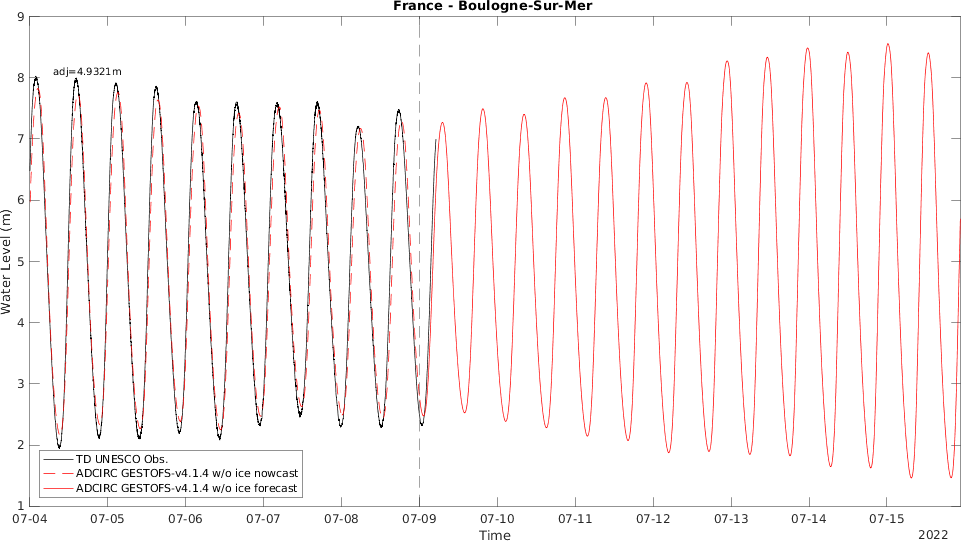 France - Boulogne-Sur-Mer
adj=4.9321m
Water Level (m)
9
8
7
6
5
4
3
2
1
TD UNESCO Obs.
ADCIRC GESTOFS-v4.1.4 w/o ice nowcast
ADCIRC GESTOFS-v4.1.4 w/o ice forecast
07-04 07-05 07-06 07-07 07-08 07-09 07-10 07-11 07-12 07-13 07-14 07-15
Time
2022